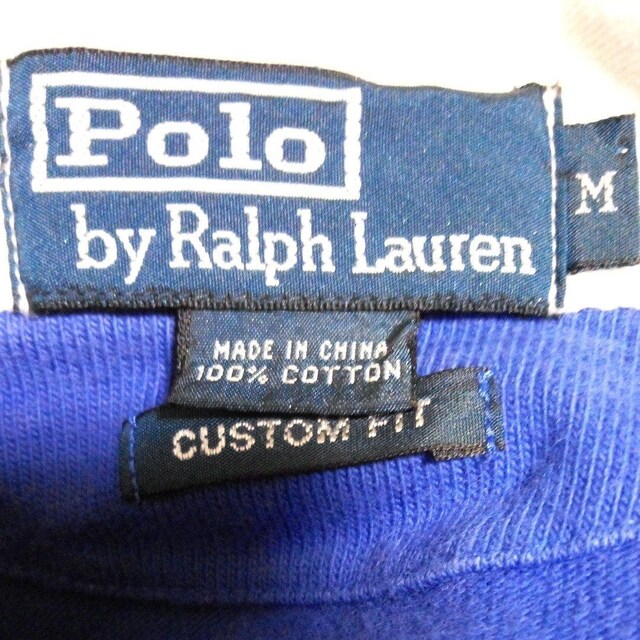 Polo
by Ralph Lauren
M
MADE IN CHINA
100% COTTON
CUSTOM FIT